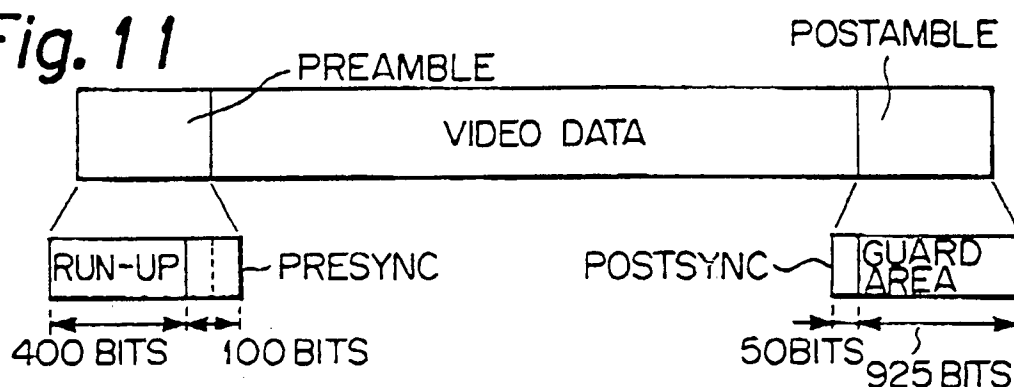 Fig. 11
PREAMBLE
POSTAMBLE
VIDEO DATA
RUN-UP
PRESYNC
POSTSYNC
GUARD
AREA
400 BITS
100 BITS
50BITS
925 BITS